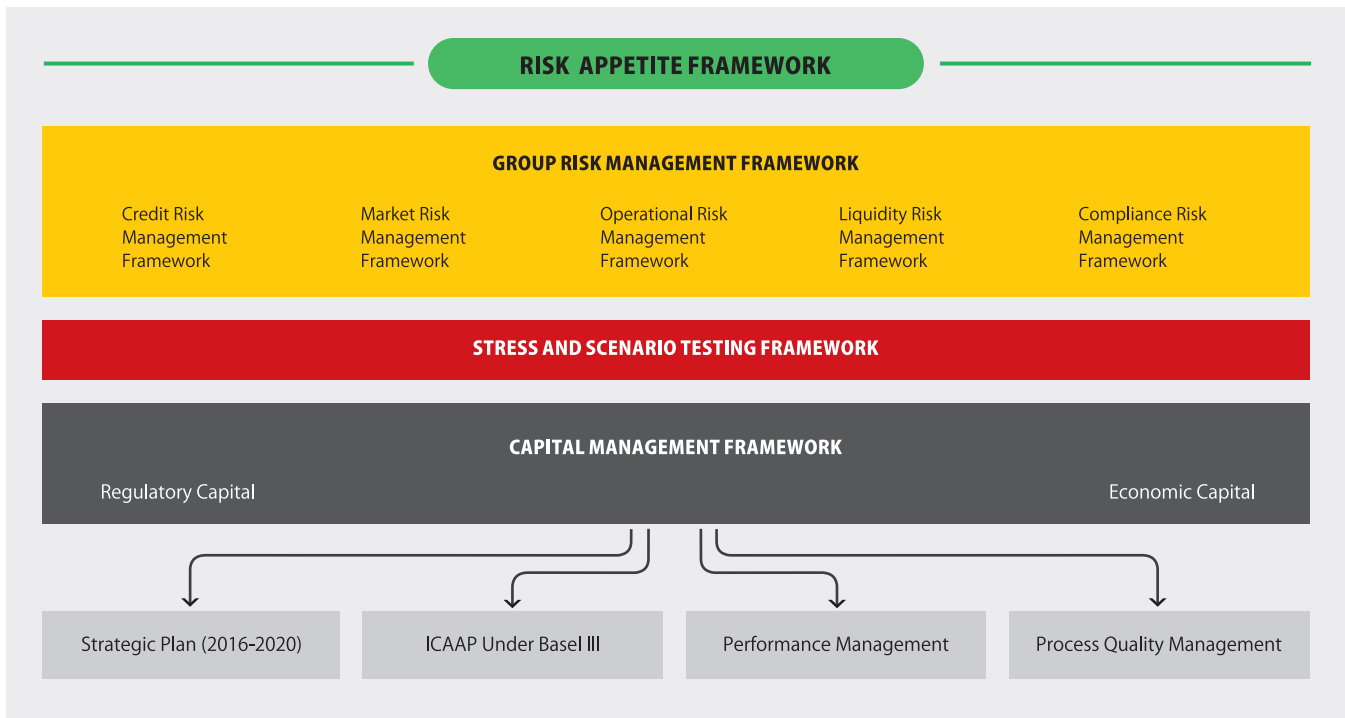 RISK APPETITE FRAMEWORK
GROUP RISK MANAGEMENT FRAMEWORK
Credit Risk
Management
Framework
Market Risk
Management
Framework
Operational Risk
Management
Framework
Liquidity Risk
Management
Framework
Compliance Risk
Management
Framework
STRESS AND SCENARIO TESTING FRAMEWORK
CAPITAL MANAGEMENT FRAMEWORK
Regulatory Capital
Economic Capital
Strategic Plan (2016-2020)
ICAAP Under Basel III
Performance Management
Process Quality Management